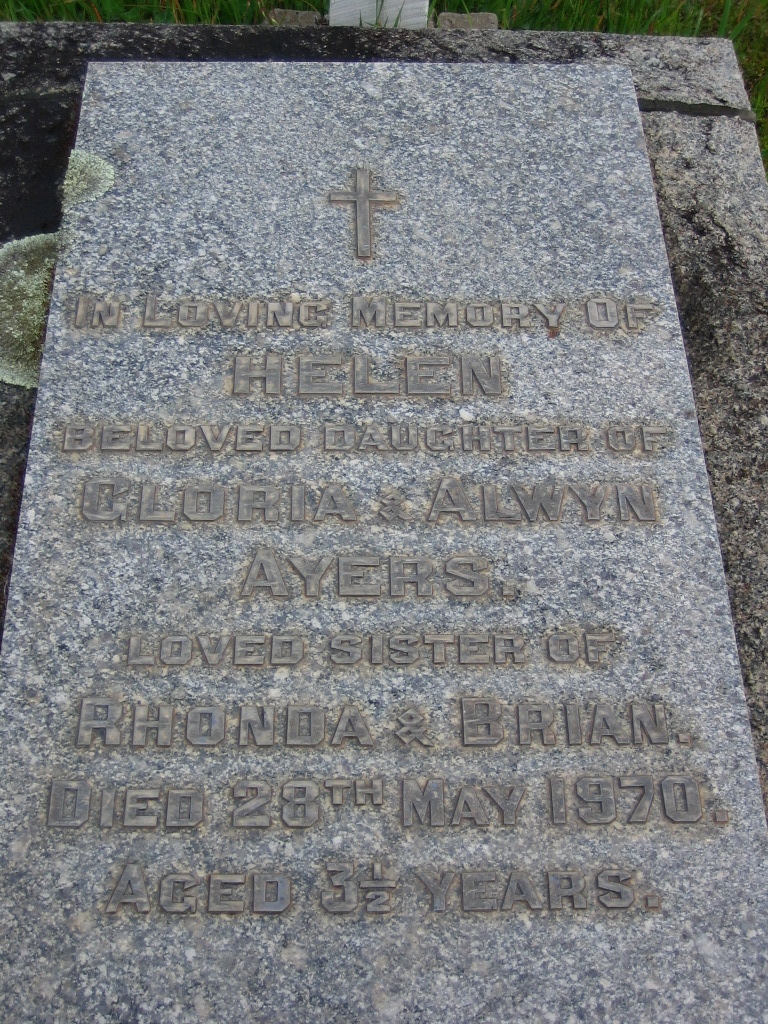 IN LOVING MEMORY OF
HELEN
BELOVED DAUGHTER OF
GLORIA & ALWYN
AYERS.
LOVED SISTER OF
RHONDA & BRIAN.
DIED 28TH MAY 1970.
AGED 3½ YEARS.